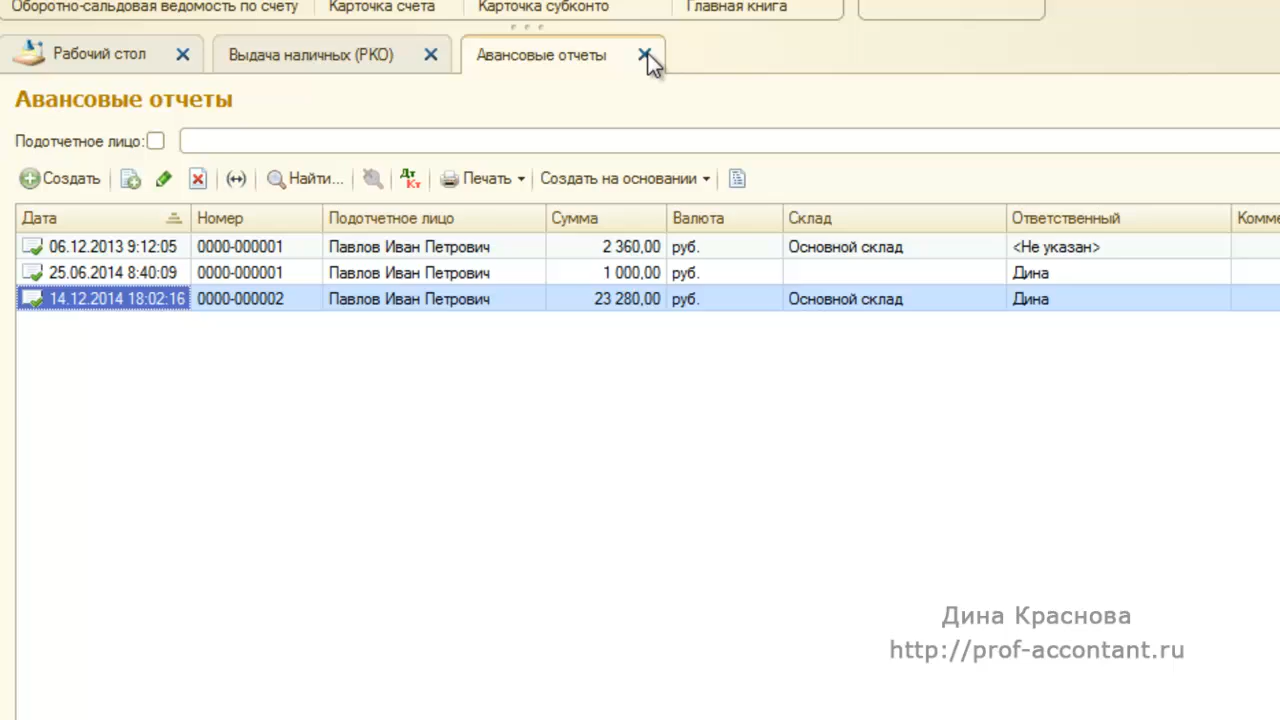 Оборотно-сальдовая ведомость по счету Карточка счета Карточка субконто Главная книга
Рабочий стол Выдача наличных (РКО) Авансовые отчеты
Авансовые отчеты
Подотчетное лицо:
Создать Найти... Дт Кт Печать Создать на основании
Дата Номер Подотчетное лицо Сумма Валюта Склад Ответственный Комме
06.12.2013 9:12:05 0000-000001 Павлов Иван Петрович 2 360,00 руб. Основной склад <Не указан>
25.06.2014 8:40:09 0000-000001 Павлов Иван Петрович 1 000,00 руб. Дина
14.12.2014 18:02:16 0000-000002 Павлов Иван Петрович 23 280,00 руб. Основной склад Дина
Дина Краснова
http://prof-accontant.ru